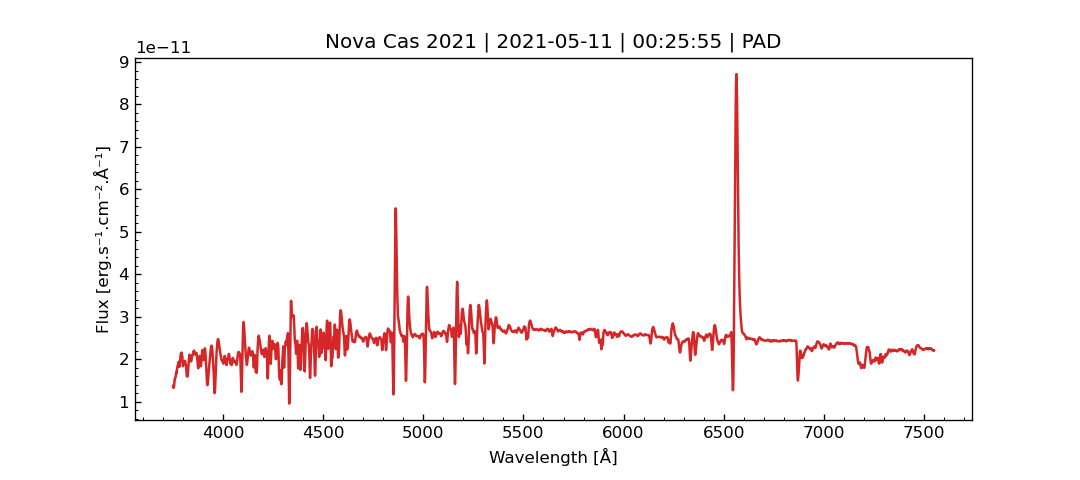 Nova Cas 2021 | 2021-05-11 | 00:25:55 | PAD
1e−11
9
8
7
6
5
4
3
2
1
Flux [erg.s⁻¹.cm⁻².Å⁻¹]
4000 4500 5000 5500 6000 6500 7000 7500
Wavelength [Å]